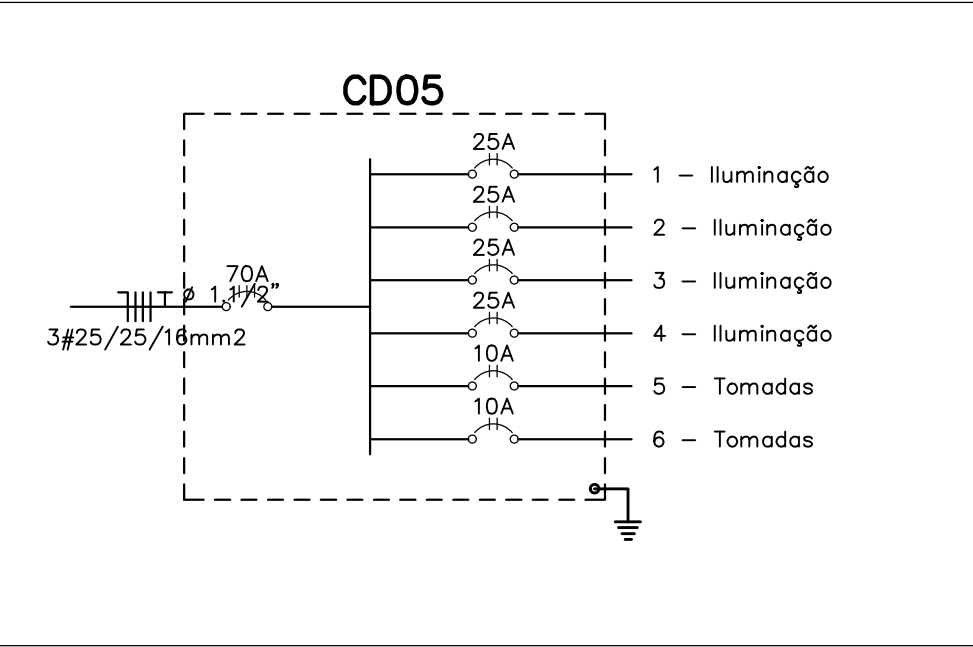 CD05
25A
1 – Iluminação
25A
2 – Iluminação
25A
3 – Iluminação
70A
ø 1.1/2"
3#25/25/16mm2
25A
4 – Iluminação
10A
5 – Tomadas
10A
6 – Tomadas